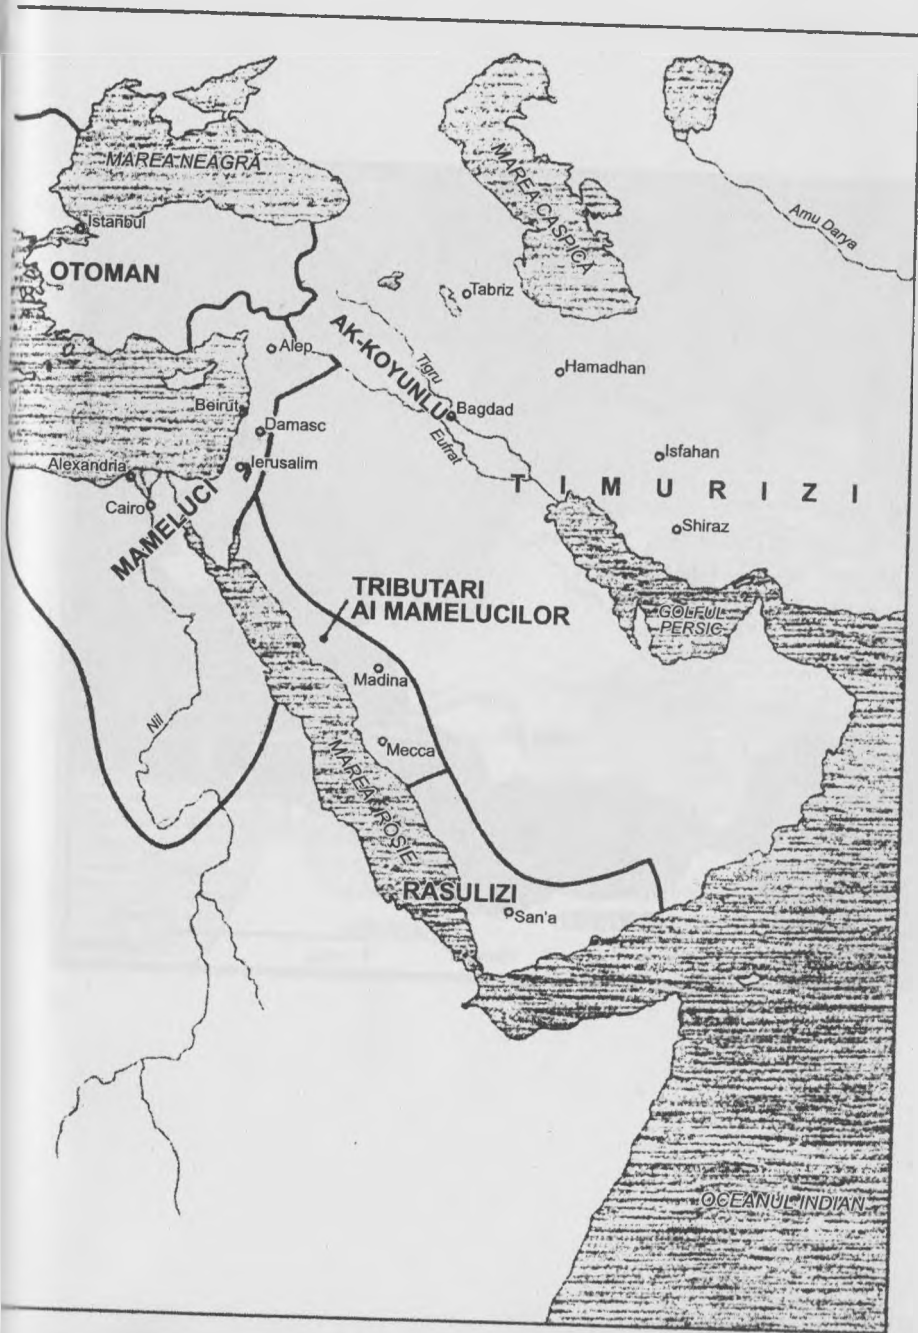 MAREA NEAGRĂ
MAREA CASPICĂ
Amu Darya
Istanbul
OTOMAN
Tabriz
AK-KOYUNLU
Tigru
Alep
Hamadhan
Beirut
Bagdad
Damasc
Eufrat
Isfahan
Alexandria
Ierusalim
TIMURIZI
Cairo
MAMELUCI
Shiraz
TRIBUTARI
AI MAMELUCILOR
GOLFUL
PERSIC
Madina
Nil
Mecca
MAREA ROȘIE
RASULIZI
San'a
OCEANUL INDIAN